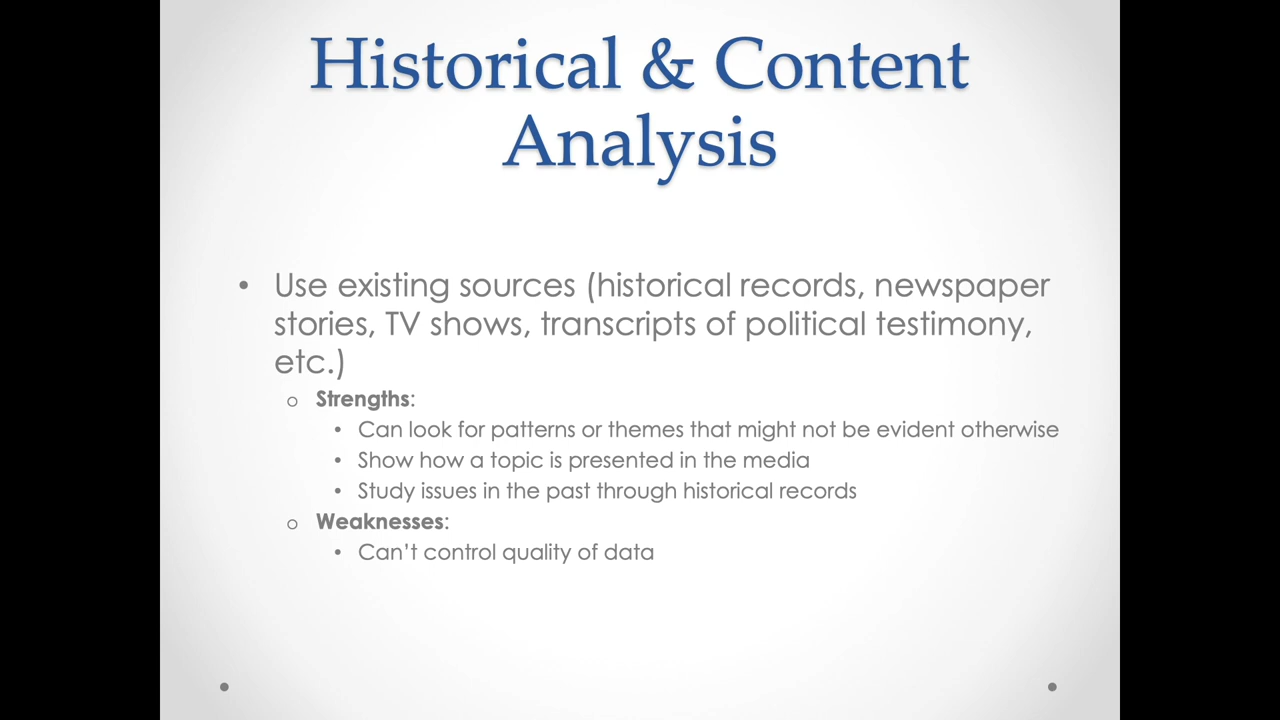 Historical & Content
Analysis
• Use existing sources (historical records, newspaper
stories, TV shows, transcripts of political testimony,
etc.)
o Strengths:
• Can look for patterns or themes that might not be evident otherwise
• Show how a topic is presented in the media
• Study issues in the past through historical records
o Weaknesses:
• Can’t control quality of data